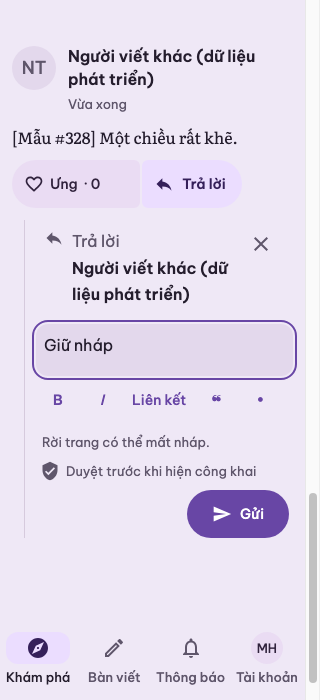 NT
Người viết khác (dữ liệu
phát triển)
Vừa xong
[Mẫu #328] Một chiều rất khẽ.
Ưng · 0
Trả lời
Trả lời
Người viết khác (dữ
liệu phát triển)
Giữ nháp
B I Liên kết ❝ •
Rời trang có thể mất nháp.
Duyệt trước khi hiện công khai
Gửi
MH
Khám phá Bàn viết Thông báo Tài khoản